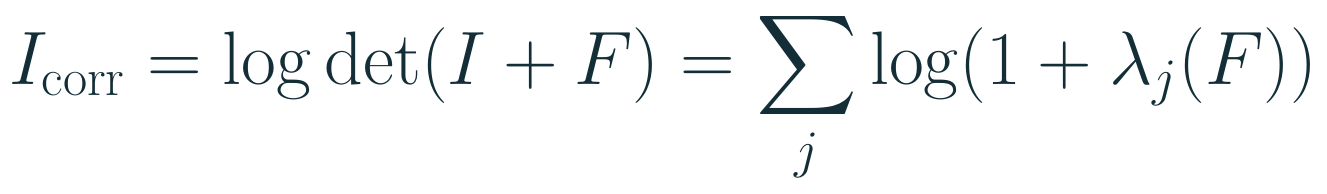 I_corr = log det(I + F) = ∑_j log(1 + λ_j(F))